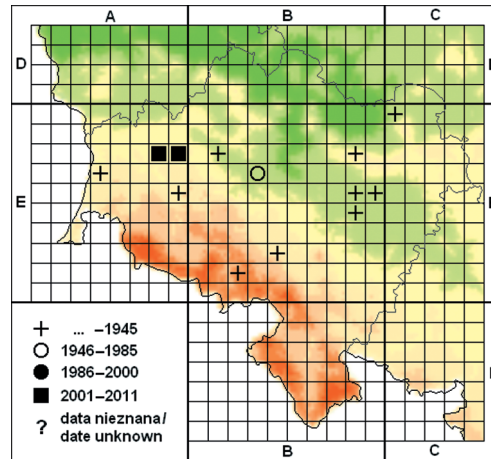 A B C
D
E
+ ... –1945
○ 1946–1985
● 1986–2000
■ 2001–2011
? data nieznana/
date unknown
B C